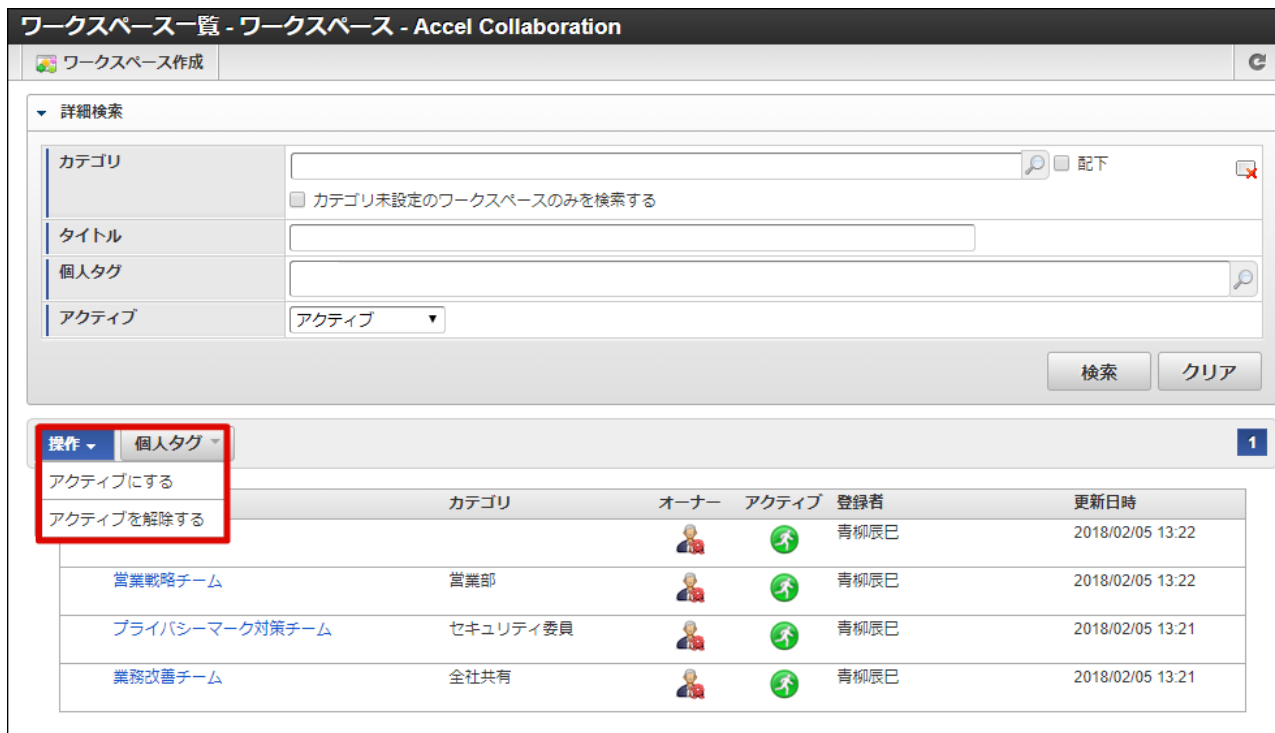 ワークスペース一覧 - ワークスペース - Accel Collaboration
ワークスペース作成
詳細検索
カテゴリ
配下
カテゴリ未設定のワークスペースのみを検索する
タイトル
個人タグ
アクティブ アクティブ
検索 クリア
操作 個人タグ 1
アクティブにする
カテゴリ オーナー アクティブ 登録者 更新日時
アクティブを解除する
青柳辰巳 2018/02/05 13:22
営業戦略チーム 営業部 青柳辰巳 2018/02/05 13:22
プライバシーマーク対策チーム セキュリティ委員 青柳辰巳 2018/02/05 13:21
業務改善チーム 全社共有 青柳辰巳 2018/02/05 13:21